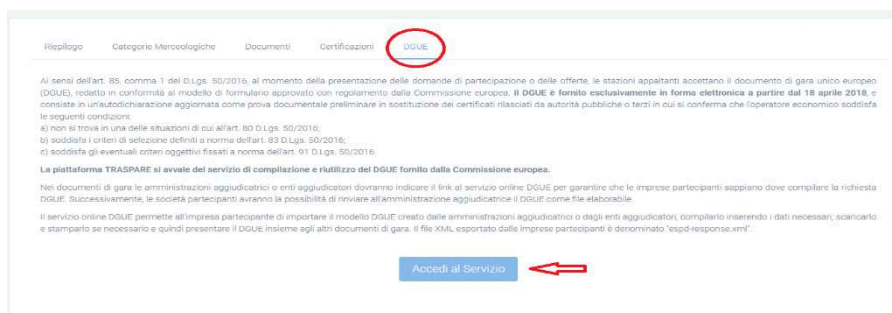 Riepilogo Categorie Merceologiche Documenti Certificazioni DGUE
Ai sensi dell'art. 85, comma 1 del D.Lgs. 50/2016, al momento della presentazione delle domande di partecipazione o delle offerte, le stazioni appaltanti accettano il documento di gara unico europeo
(DGUE), redatto in conformità al modello di formulario approvato con regolamento dalla Commissione europea. Il DGUE è fornito esclusivamente in forma elettronica a partire dal 18 aprile 2018, e
consiste in un'autodichiarazione aggiornata come prova documentale preliminare in sostituzione dei certificati rilasciati da autorità pubbliche o terzi in cui si conferma che l'operatore economico soddisfa
le seguenti condizioni:
a) non si trova in una delle situazioni di cui all'art. 80 D.Lgs. 50/2016;
b) soddisfa i criteri di selezione definiti a norma dell'art. 83 D.Lgs. 50/2016;
c) soddisfa gli eventuali criteri oggettivi fissati a norma dell'art. 91 D.Lgs. 50/2016.
La piattaforma TRASPARE si avvale del servizio di compilazione e riutilizzo del DGUE fornito dalla Commissione europea.
Nei documenti di gara le amministrazioni aggiudicatrici o enti aggiudicatori dovranno indicare il link al servizio online DGUE per garantire che le imprese partecipanti sappiano dove compilare la richiesta
DGUE. Successivamente, le società partecipanti avranno la possibilità di rinviare all'amministrazione aggiudicatrice il DGUE come file elaborabile.
Il servizio online DGUE permette all'impresa partecipante di importare il modello DGUE creato dalle amministrazioni aggiudicatrici o dagli enti aggiudicatori, compilarlo inserendo i dati necessari, scaricarlo
e stamparlo se necessario e quindi presentare il DGUE insieme agli altri documenti di gara. Il file XML esportato dalle imprese partecipanti è denominato "espd-response.xml".
Accedi al Servizio